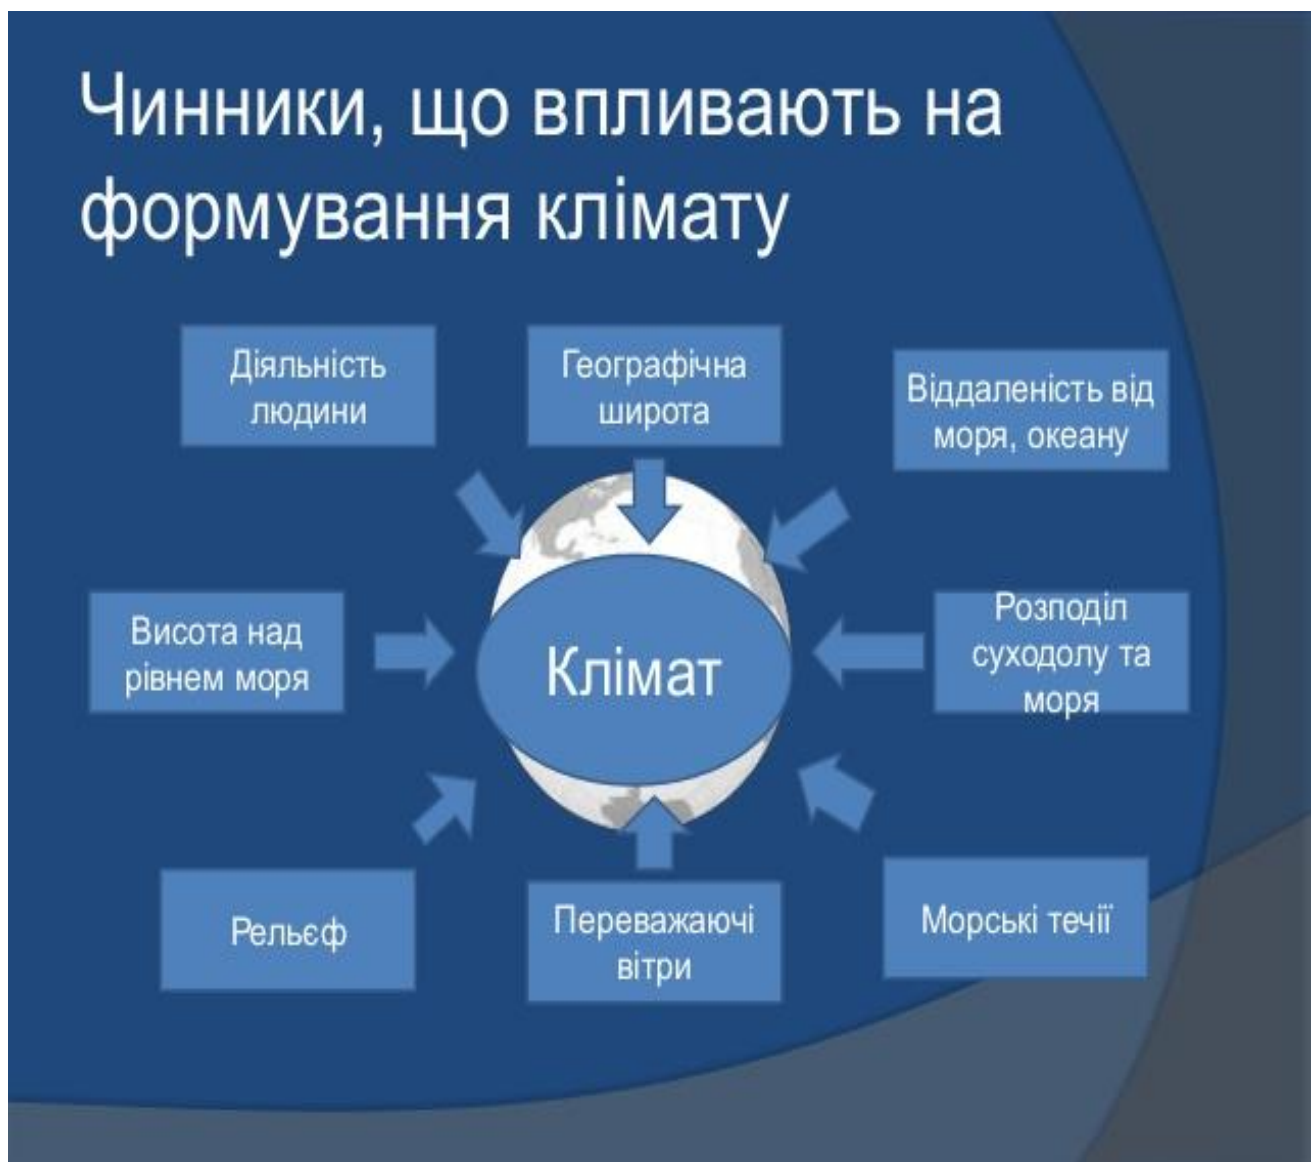 Чинники, що впливають на
формування клімату
Діяльність
людини
Географічна
широта
Віддаленість від
моря, океану
Висота над
рівнем моря
Клімат
Розподіл
суходолу та
моря
Рельєф
Переважаючі
вітри
Морські течії